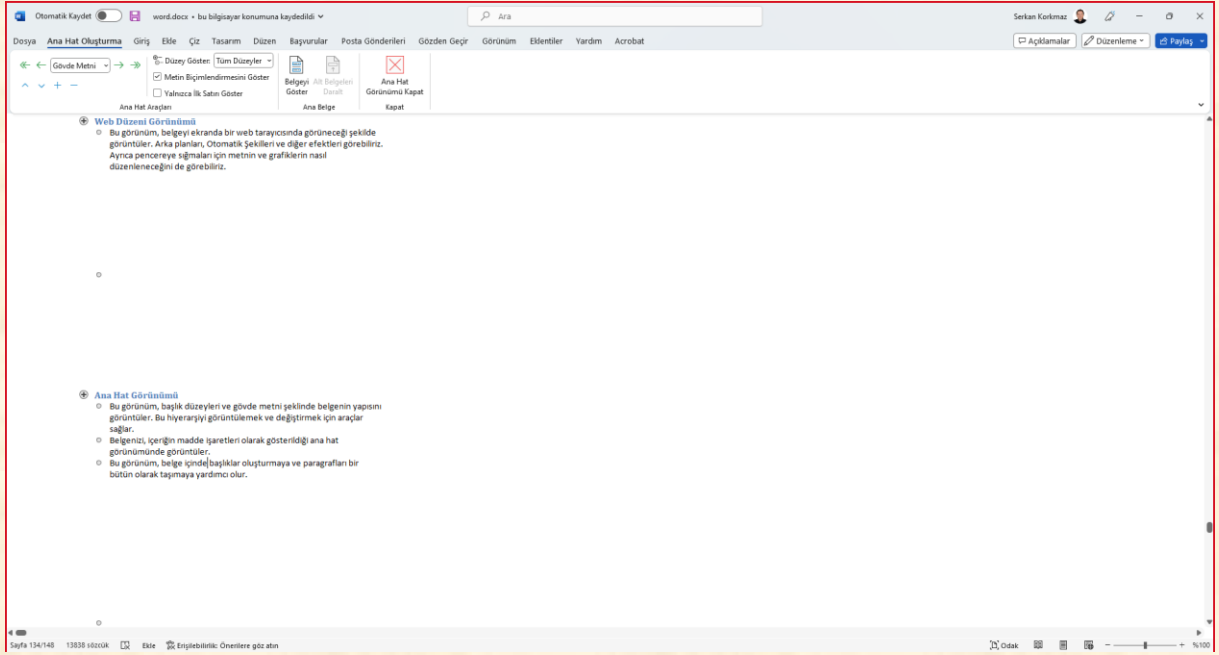 Otomatik Kaydet word.docx • bu bilgisayar konumuna kaydedildi Ara Serkan Korkmaz
Dosya Ana Hat Oluşturma Giriş Ekle Çiz Tasarım Düzen Başvurular Posta Gönderileri Gözden Geçir Görünüm Eklentiler Yardım Acrobat Açıklamalar Düzenleme Paylaş
Gövde Metni Düzey Göster: Tüm Düzeyler
Metin Biçimlendirmesini Göster
Yalnızca İlk Satırı Göster
Belgeyi Göster Alt Belgeleri Daralt Ana Hat Görünümü Kapat
Ana Hat Araçları Ana Belge Kapat
Web Düzeni Görünümü
Bu görünüm, belgeyi ekranda bir web tarayıcısında görüneceği şekilde
görüntüler. Arka planları, Otomatik Şekilleri ve diğer efektleri görebiliriz.
Ayrıca pencereye sığmaları için metnin ve grafiklerin nasıl
düzenleneceğini de görebiliriz.
Ana Hat Görünümü
Bu görünüm, başlık düzeyleri ve gövde metni şeklinde belgenin yapısını
görüntüler. Bu hiyerarşiyi görüntülemek ve değiştirmek için araçlar
sağlar.
Belgenizi, içeriğin madde işaretleri olarak gösterildiği ana hat
görünümünde görüntüler.
Bu görünüm, belge içinde başlıklar oluşturmaya ve paragrafları bir
bütün olarak taşımaya yardımcı olur.
Sayfa 134/148 13838 sözcük Ekle Erişilebilirlik: Önerilere göz atın Odak %100